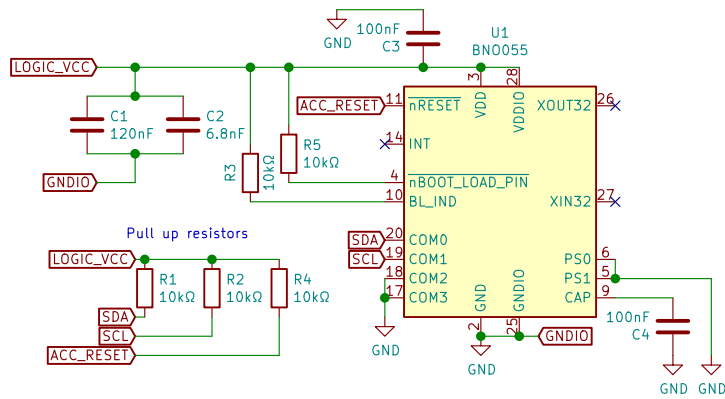 100nF
C3
GND
U1
BNO055
LOGIC_VCC
3
VDD
28
VDDIO
C1
120nF
C2
6.8nF
ACC_RESET
11
nRESET
XOUT32
26
14
INT
R5
10kΩ
R3
10kΩ
GNDIO
4
nBOOT_LOAD_PIN
10
BL_IND
XIN32
27
Pull up resistors
SDA
20
COM0
LOGIC_VCC
SCL
19
COM1
PS0
6
R1
10kΩ
R2
10kΩ
R4
10kΩ
18
COM2
PS1
5
17
COM3
CAP
9
GND
2
GNDIO
25
SDA
SCL
ACC_RESET
GND
GNDIO
GND
100nF
C4
GND
GND